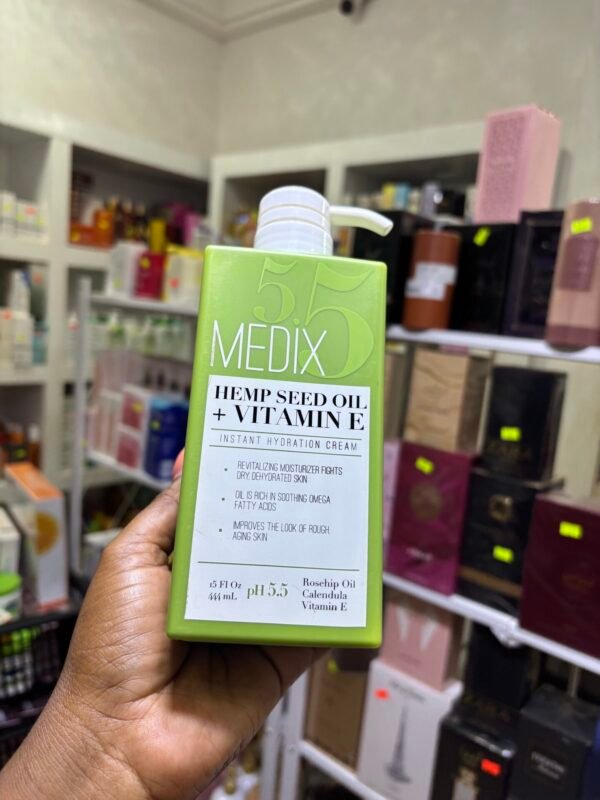 5.5
MEDIX
HEMP SEED OIL
+ VITAMIN E
INSTANT HYDRATION CREAM
• REVITALIZING MOISTURIZER FIGHTS
DRY, DEHYDRATED SKIN
• OIL IS RICH IN SOOTHING OMEGA
FATTY ACIDS
• IMPROVES THE LOOK OF ROUGH,
AGING SKIN
15 Fl Oz
444 mL
pH 5.5
Rosehip Oil
Calendula
Vitamin E